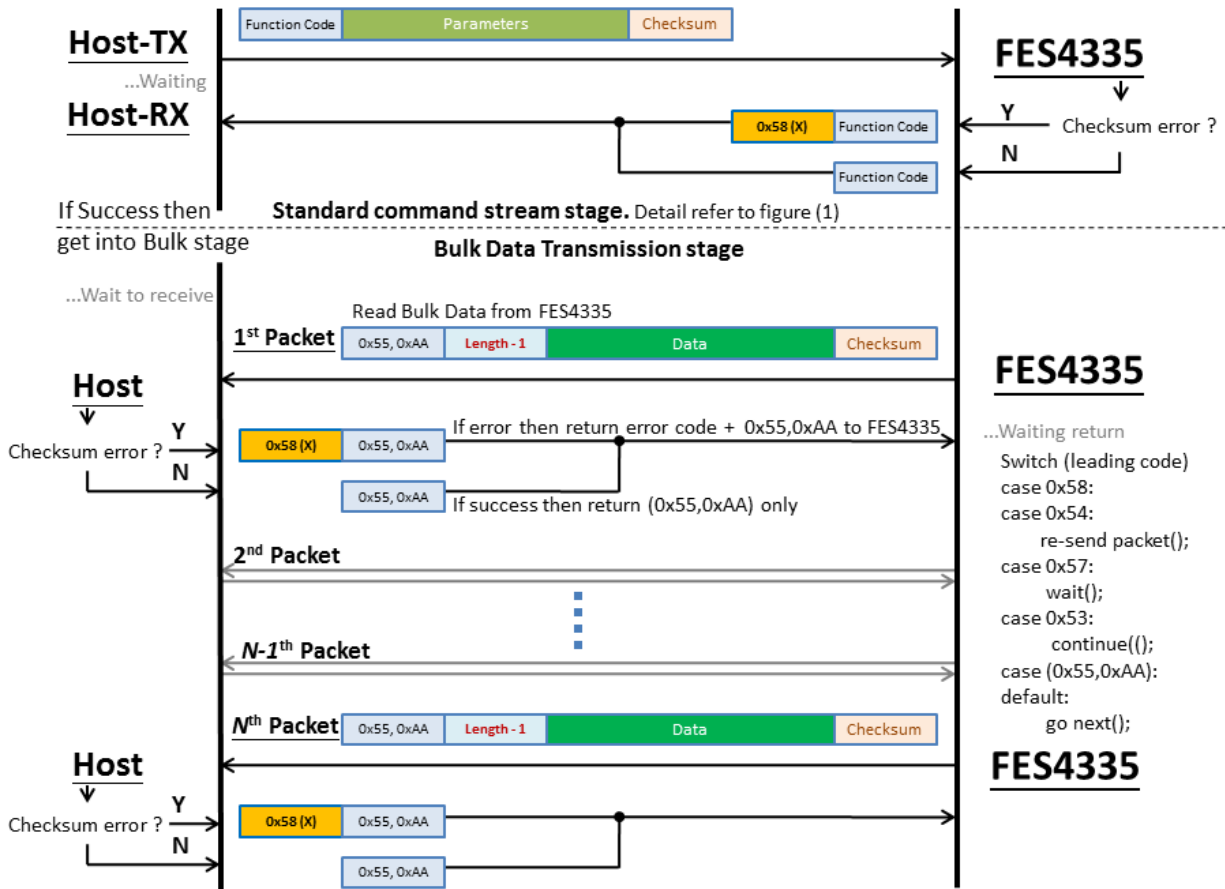 Function Code Parameters Checksum
Host-TX
FES4335
...Waiting
Host-RX
0x58 (X) Function Code
Y
Checksum error ?
N
Function Code
If Success then
get into Bulk stage
Standard command stream stage. Detail refer to figure (1)
Bulk Data Transmission stage
...Wait to receive
Read Bulk Data from FES4335
1st Packet 0x55, 0xAA Length - 1 Data Checksum
FES4335
Host
Checksum error ?
Y
N
0x58 (X) 0x55, 0xAA
If error then return error code + 0x55,0xAA to FES4335
0x55, 0xAA
If success then return (0x55,0xAA) only
...Waiting return
Switch (leading code)
case 0x58:
case 0x54:
re-send packet();
case 0x57:
wait();
case 0x53:
continue(();
case (0x55,0xAA):
default:
go next();
2nd Packet
N-1th Packet
Nth Packet 0x55, 0xAA Length - 1 Data Checksum
FES4335
Host
Checksum error ?
Y
N
0x58 (X) 0x55, 0xAA
0x55, 0xAA